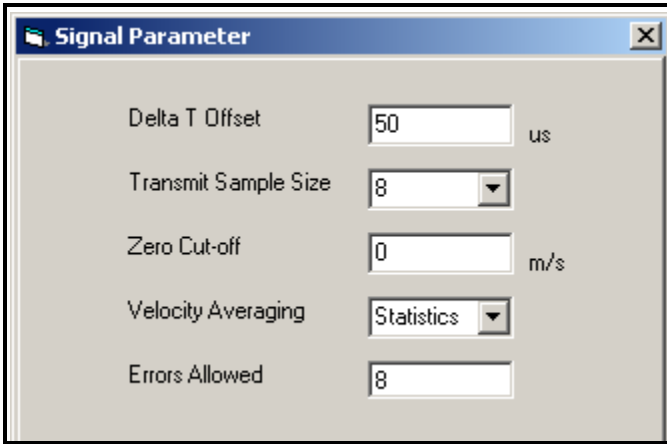 Signal Parameter
Delta T Offset 50 us
Transmit Sample Size 8
Zero Cut-off 0 m/s
Velocity Averaging Statistics
Errors Allowed 8